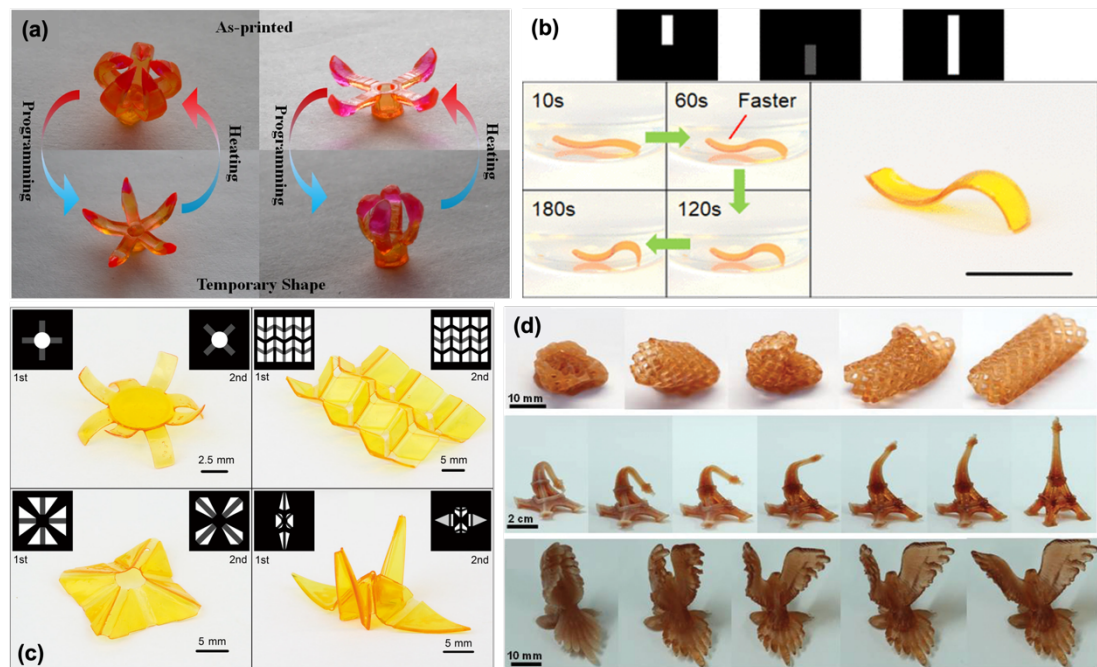 (a)
As-printed
Programming
Heating
Programming
Heating
Temporary Shape
(b)
10s
60s
Faster
180s
120s
(c)
1st
2nd
2.5 mm
1st
2nd
5 mm
1st
2nd
5 mm
1st
2nd
5 mm
(d)
10 mm
2 cm
10 mm